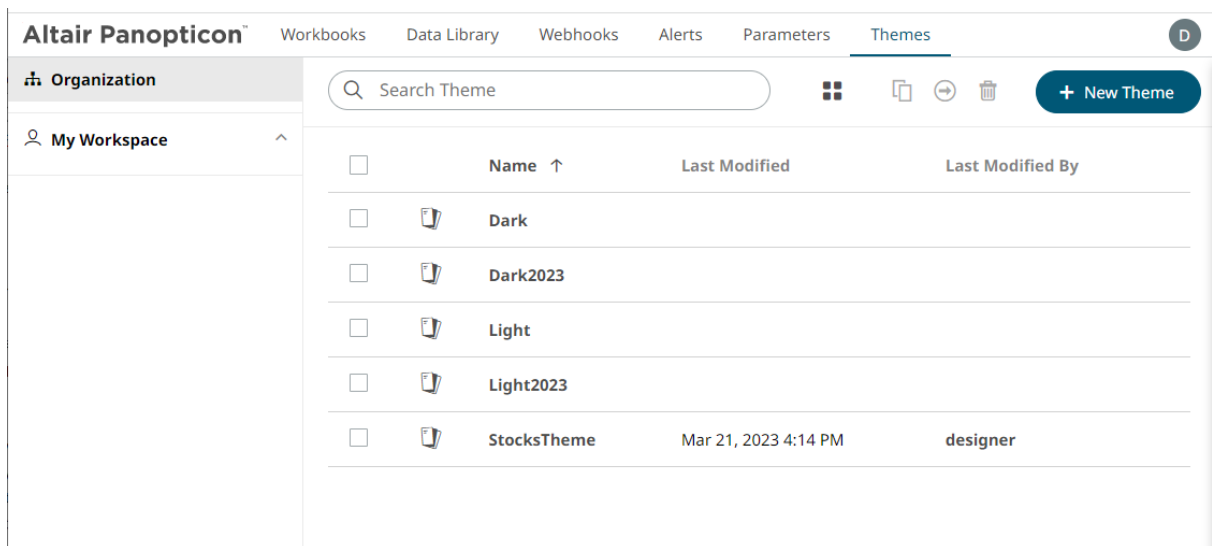 Altair Panopticon™ Workbooks Data Library Webhooks Alerts Parameters Themes D
Organization
Search Theme
+ New Theme
My Workspace
Name ↑ Last Modified Last Modified By
Dark
Dark2023
Light
Light2023
StocksTheme Mar 21, 2023 4:14 PM designer